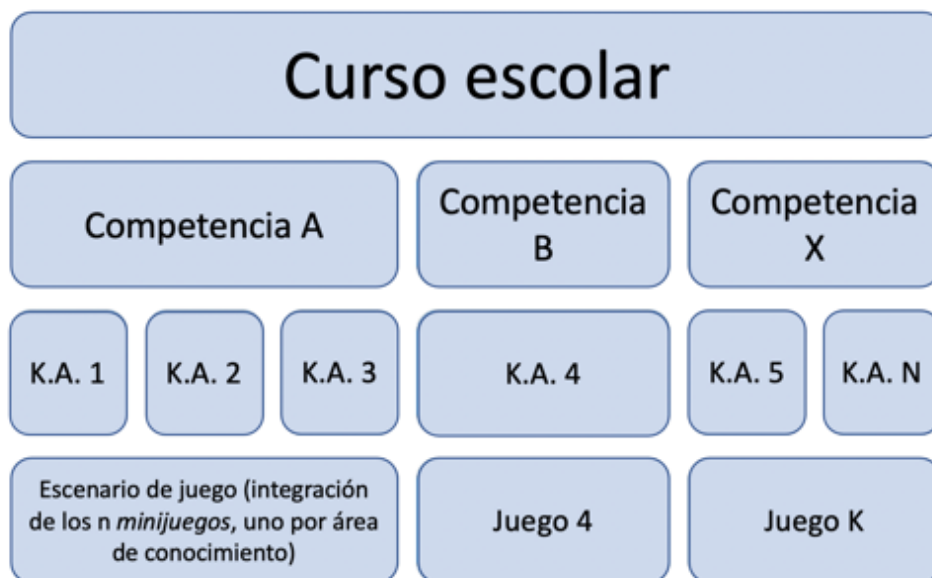 Curso escolar
Competencia A
Competencia
B
Competencia
X
K.A. 1
K.A. 2
K.A. 3
K.A. 4
K.A. 5
K.A. N
Escenario de juego (integración
de los n minijuegos, uno por área
de conocimiento)
Juego 4
Juego K